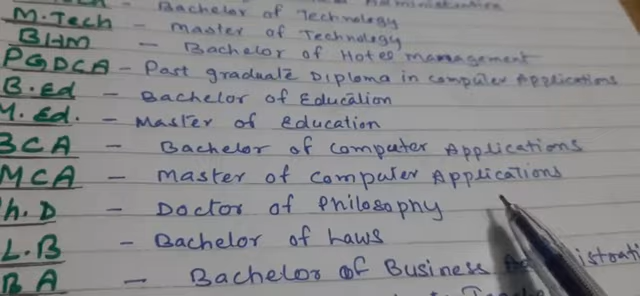 Bachelor of Technology
M.Tech - Master of Technology
BHM - Bachelor of Hotel management
PGDCA - Post graduate Diploma in computer Applications
B.Ed - Bachelor of Education
M.Ed. - Master of education
BCA - Bachelor of computer Applications
MCA - Master of computer Applications
h.D - Doctor of Philosophy
L.B - Bachelor of Laws
BA - Bachelor of Business